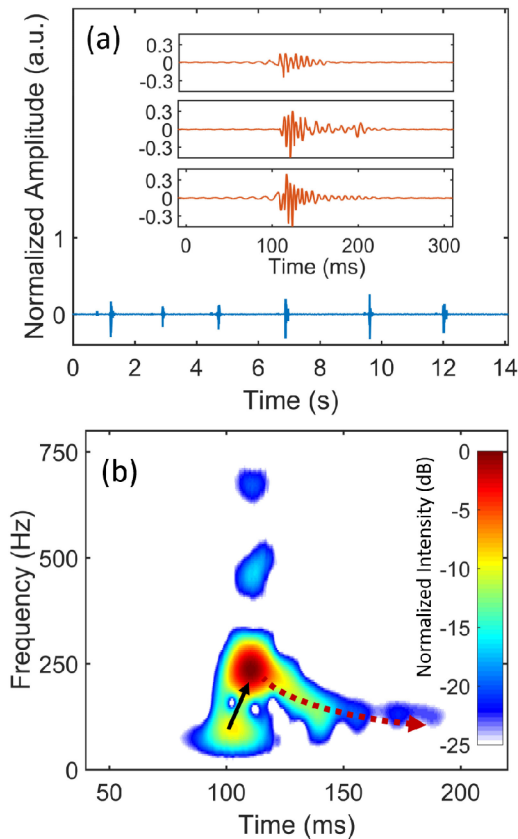 (a)
Normalized Amplitude (a.u.)
1
0
0.3
0
-0.3
0.3
0
-0.3
0.3
0
-0.3
0 100 200 300
Time (ms)
0 2 4 6 8 10 12 14
Time (s)
(b)
Frequency (Hz)
750
500
250
0
50 100 150 200
Time (ms)
Normalized Intensity (dB)
0
-5
-10
-15
-20
-25